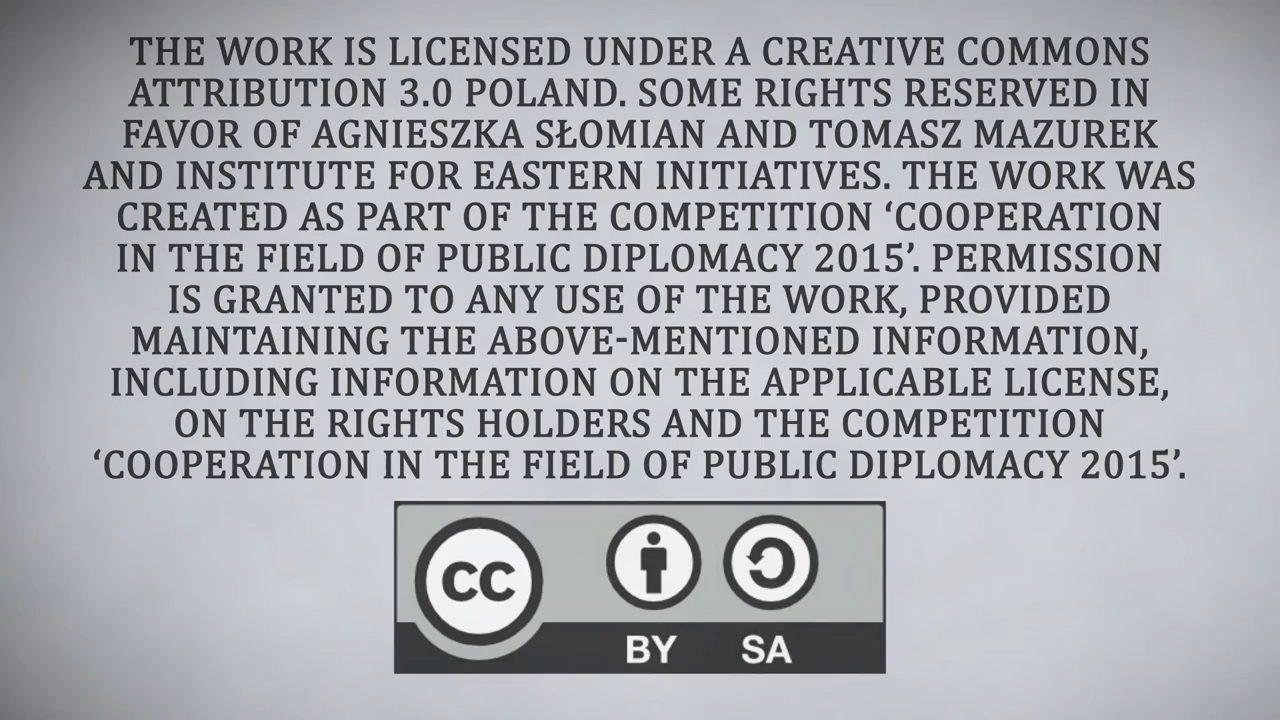 THE WORK IS LICENSED UNDER A CREATIVE COMMONS
ATTRIBUTION 3.0 POLAND. SOME RIGHTS RESERVED IN
FAVOR OF AGNIESZKA SŁOMIAN AND TOMASZ MAZUREK
AND INSTITUTE FOR EASTERN INITIATIVES. THE WORK WAS
CREATED AS PART OF THE COMPETITION ‘COOPERATION
IN THE FIELD OF PUBLIC DIPLOMACY 2015’. PERMISSION
IS GRANTED TO ANY USE OF THE WORK, PROVIDED
MAINTAINING THE ABOVE-MENTIONED INFORMATION,
INCLUDING INFORMATION ON THE APPLICABLE LICENSE,
ON THE RIGHTS HOLDERS AND THE COMPETITION
‘COOPERATION IN THE FIELD OF PUBLIC DIPLOMACY 2015’.
CC
BY SA